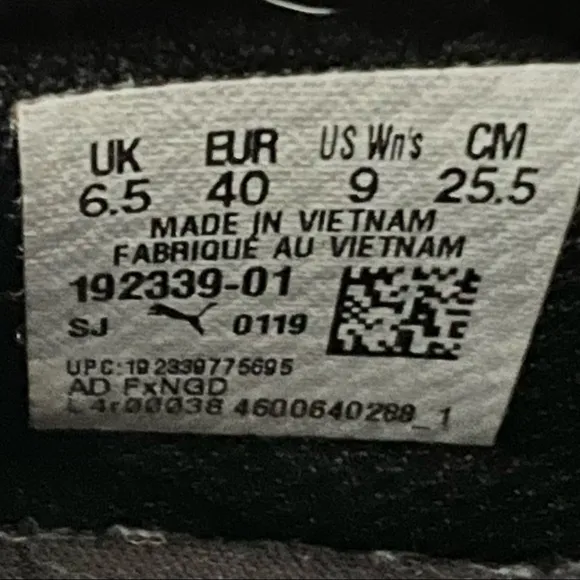 UK EUR US Wn's CM
6.5 40 9 25.5
MADE IN VIETNAM
FABRIQUÉ AU VIETNAM
192339-01
SJ 0119
UPC:192339775695
AD FxNGD
4600640288_1